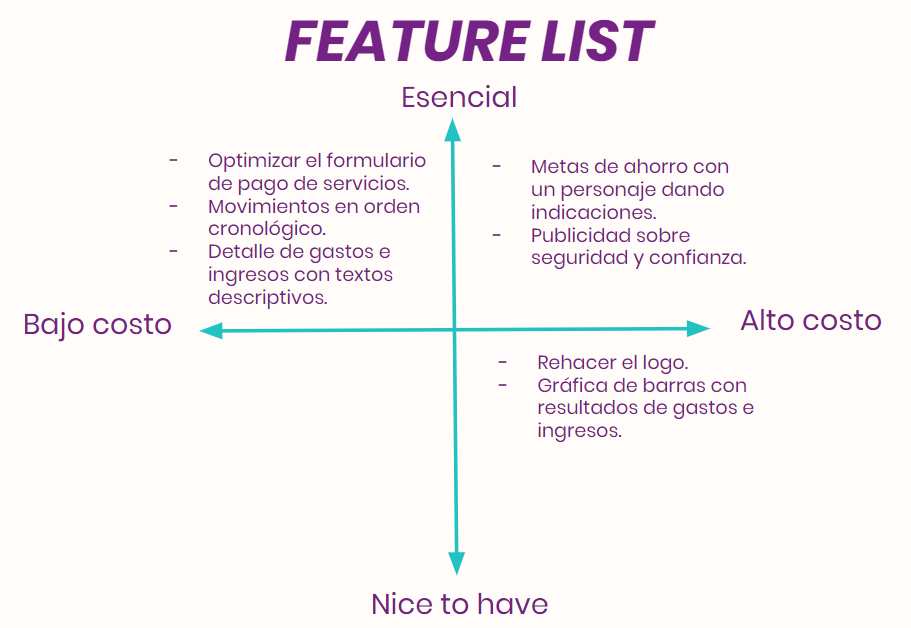 FEATURE LIST
Esencial
- Optimizar el formulario
de pago de servicios.
- Movimientos en orden
cronológico.
- Detalle de gastos e
ingresos con textos
descriptivos.
- Metas de ahorro con
un personaje dando
indicaciones.
- Publicidad sobre
seguridad y confianza.
Bajo costo
Alto costo
- Rehacer el logo.
- Gráfica de barras con
resultados de gastos e
ingresos.
Nice to have